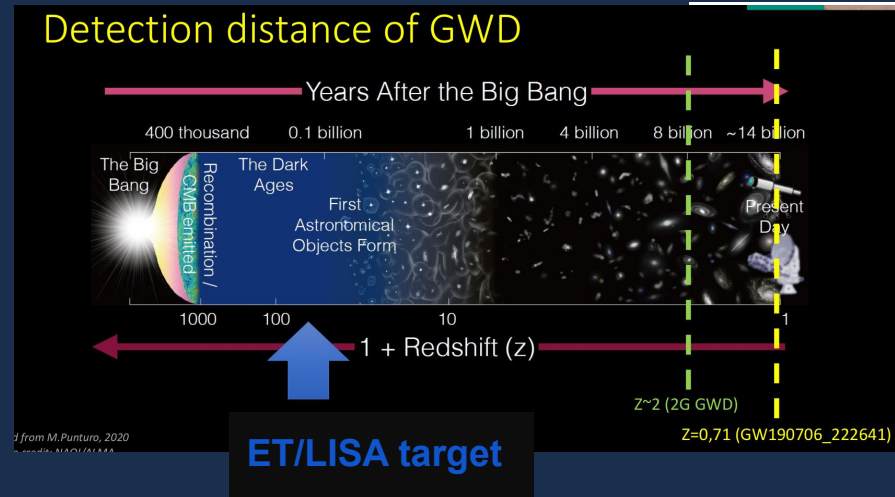 Detection distance of GWD
Years After the Big Bang
400 thousand 0.1 billion 1 billion 4 billion 8 billion ~14 billion
The Big
Bang
Recombination /
CMB emitted
The Dark
Ages
First
Astronomical
Objects Form
Present
Day
1000 100 10 1
1 + Redshift (z)
Z~2 (2G GWD)
Z=0,71 (GW190706_222641)
d from M.Punturo, 2020
ET/LISA target